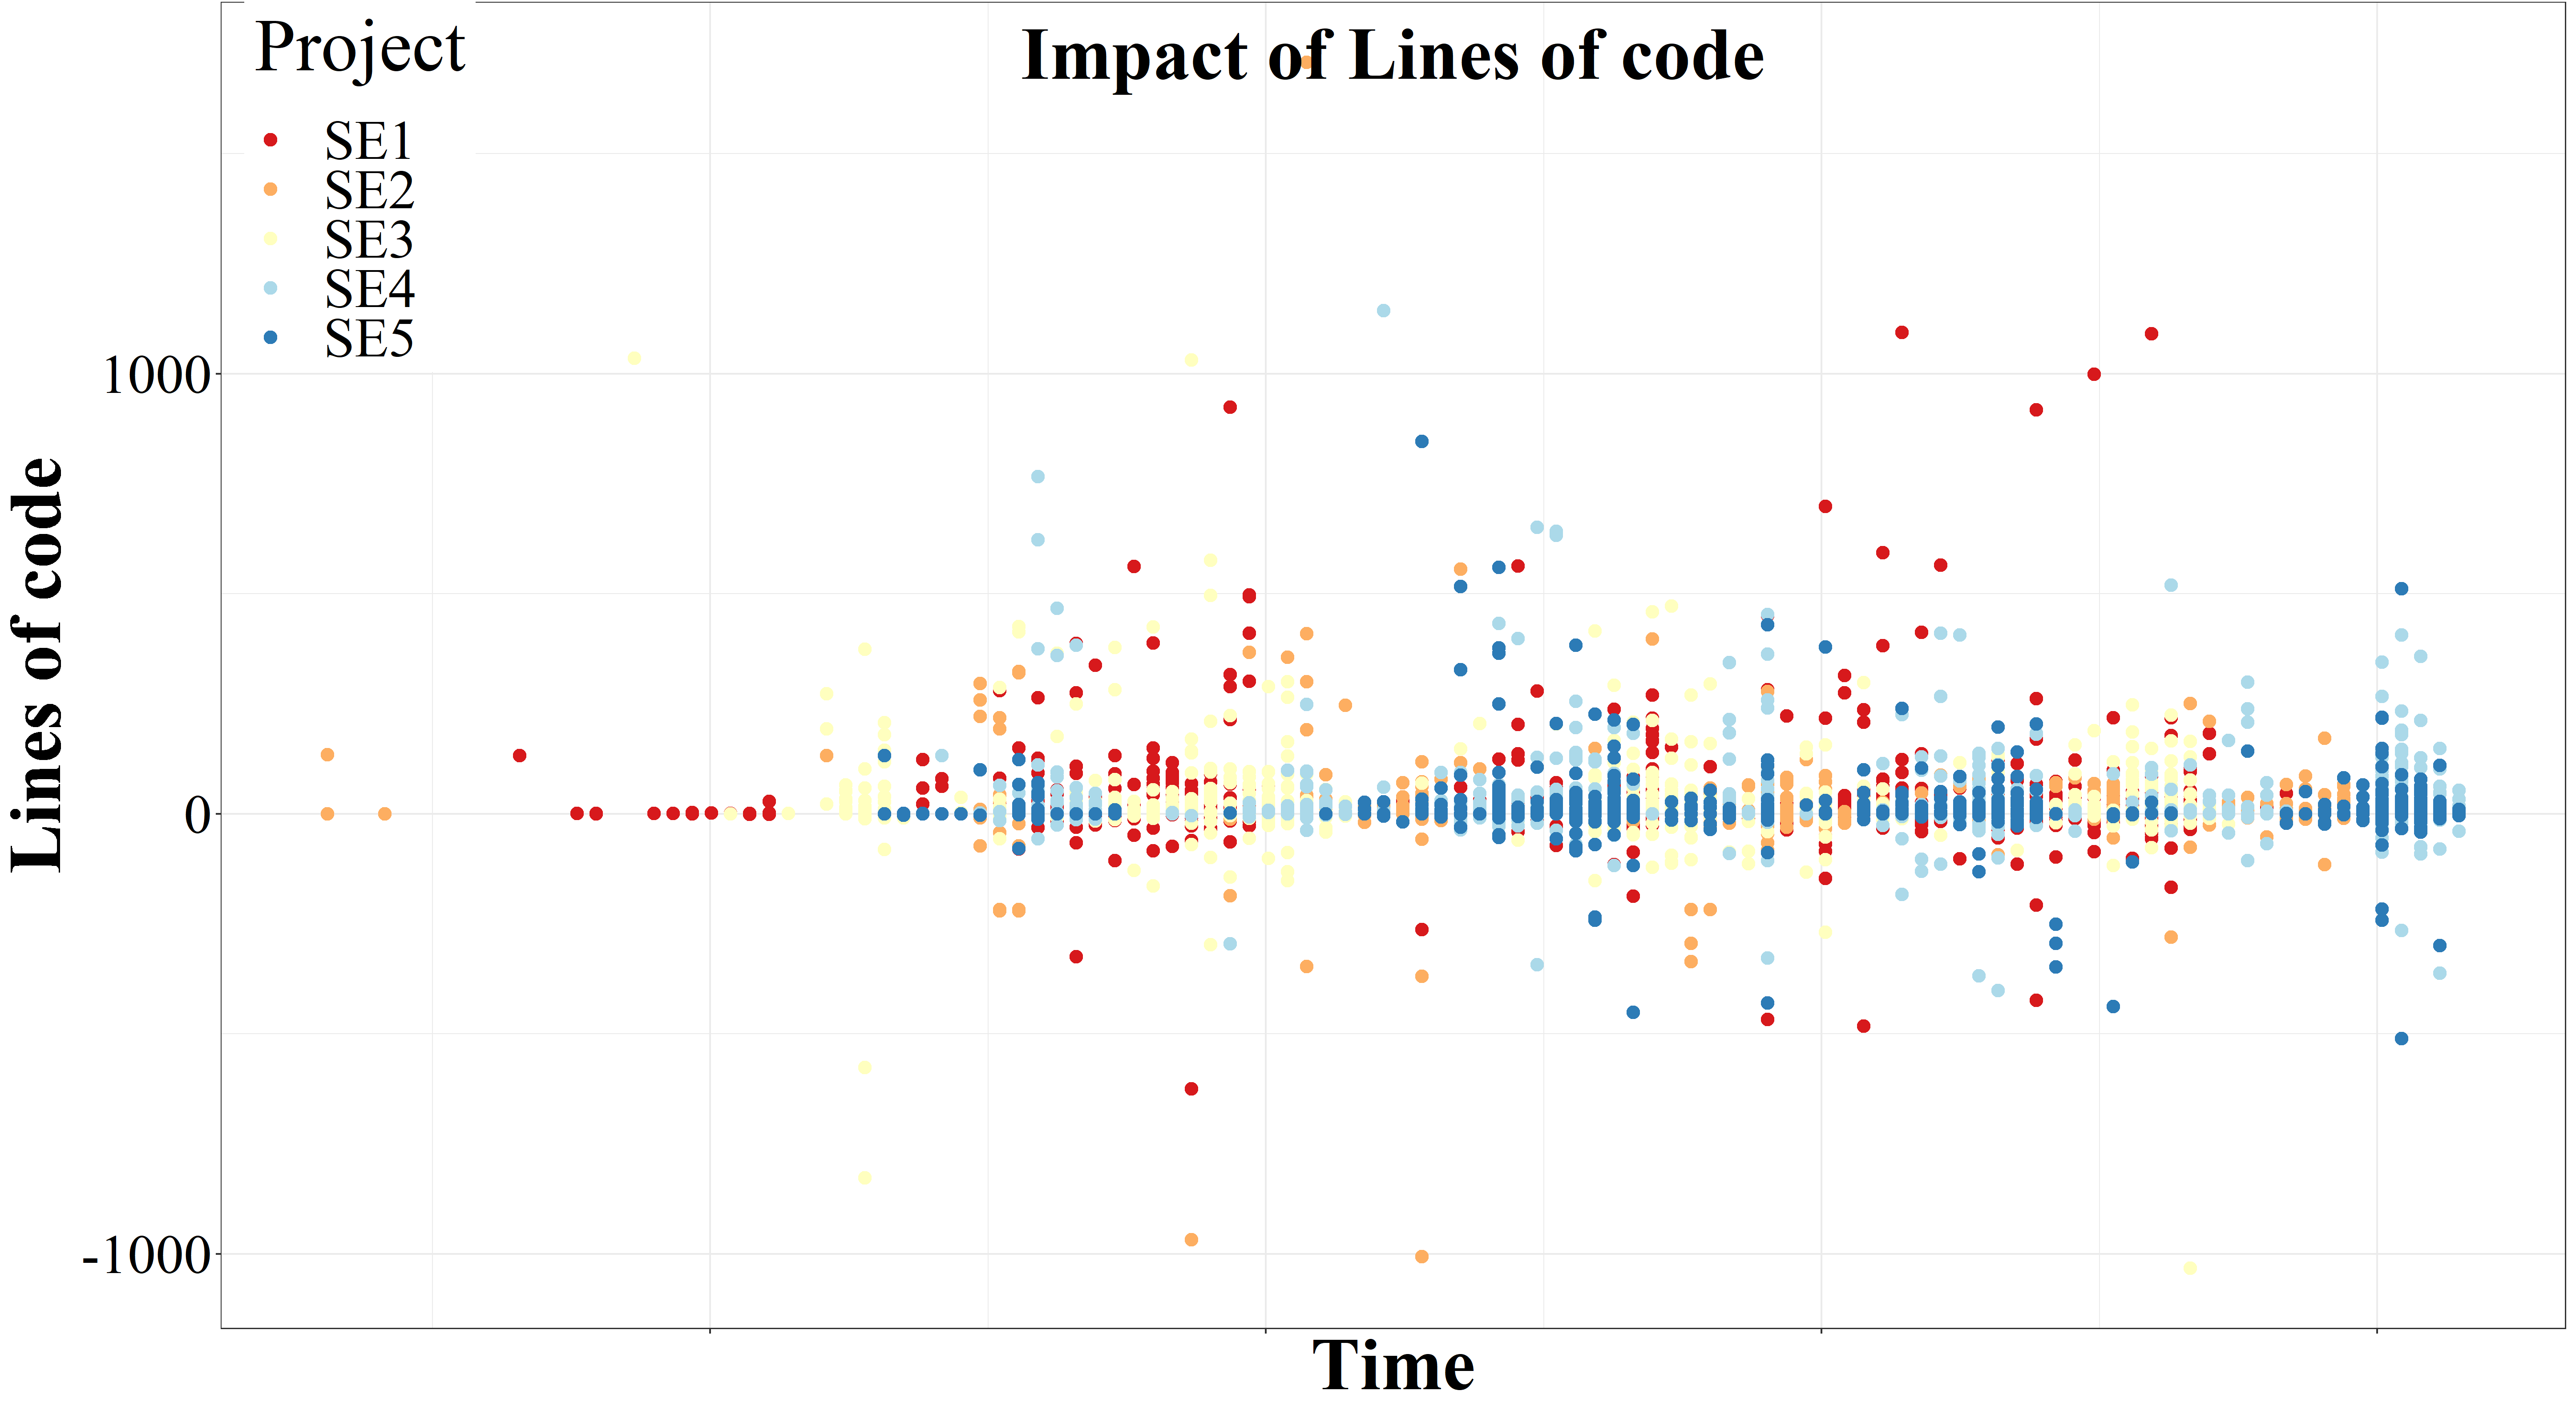 Impact of Lines of code
Project
SE1
SE2
SE3
SE4
SE5
Lines of code
1000
0
-1000
Time